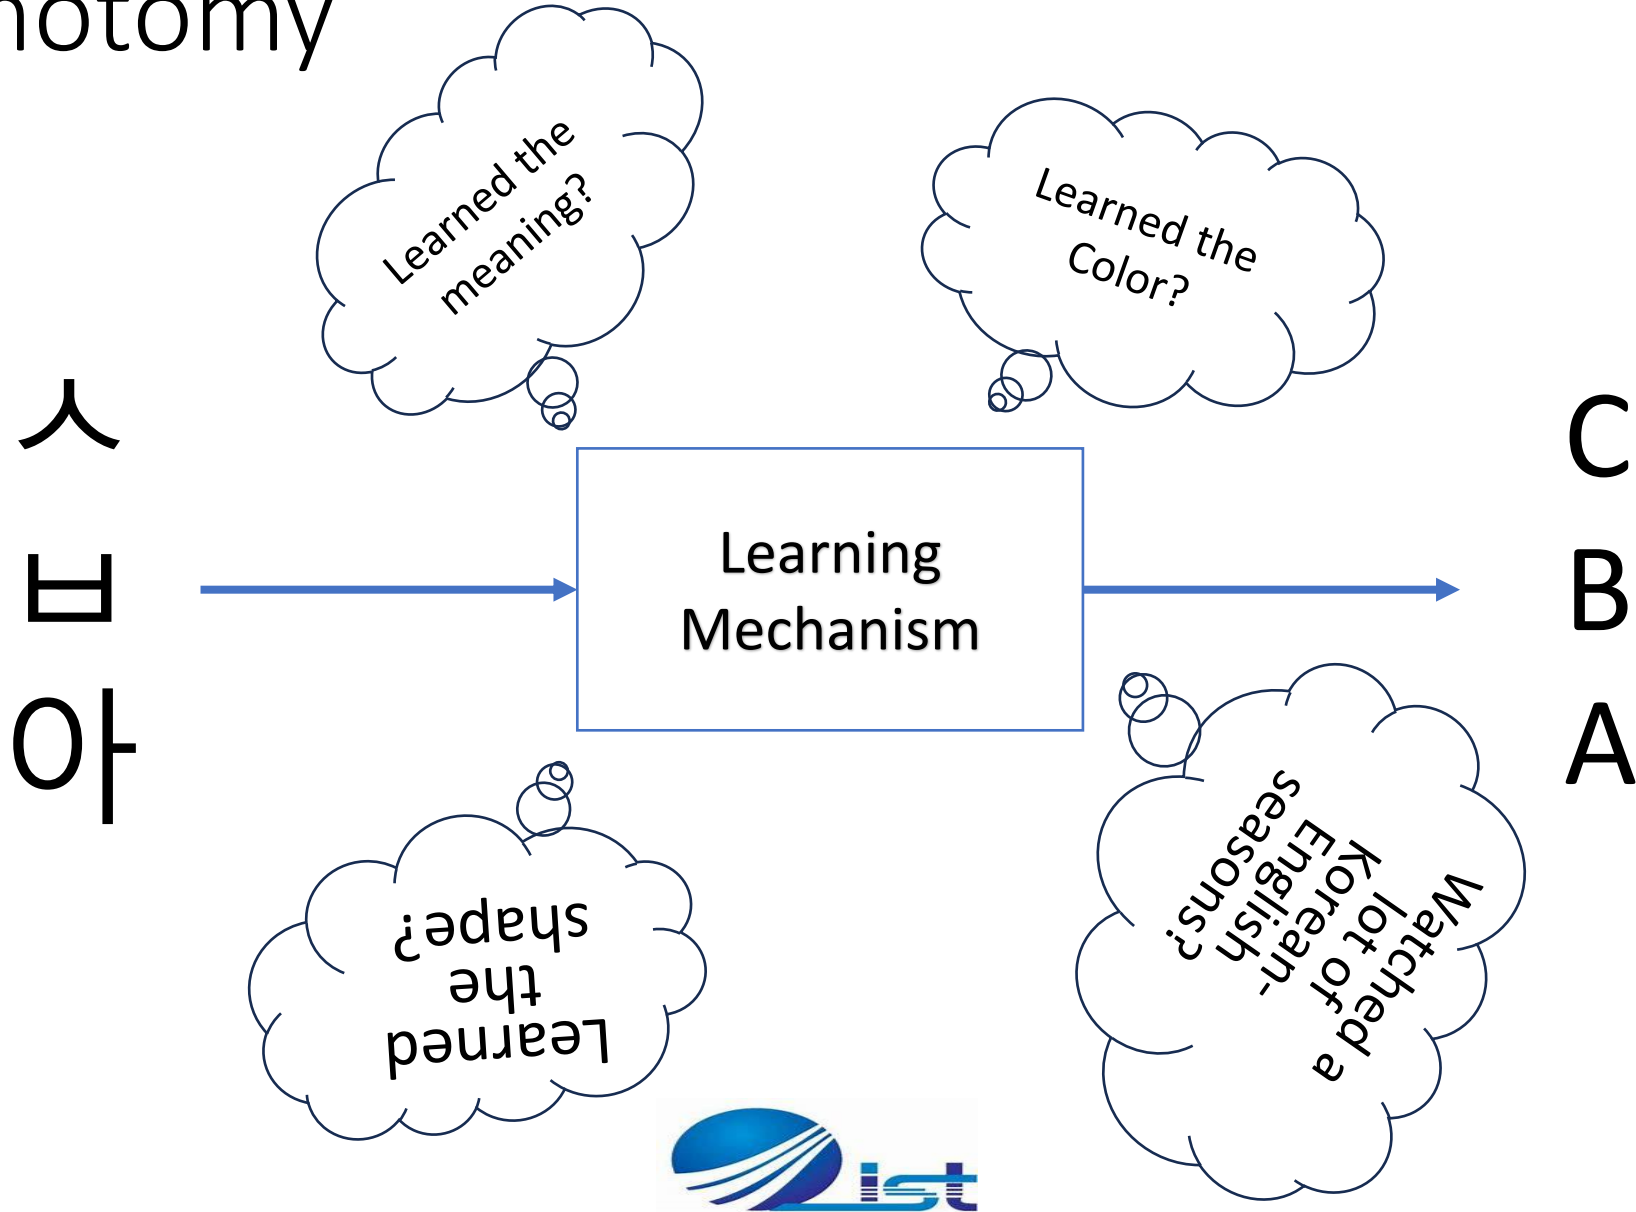 notomy
Learned the
meaning?
Learned the
Color?
ㅅ
ㅂ
아
Learning
Mechanism
C
B
A
Learned
the
shape?
Watched a
lot of
Korean-
English
seasons?
ist